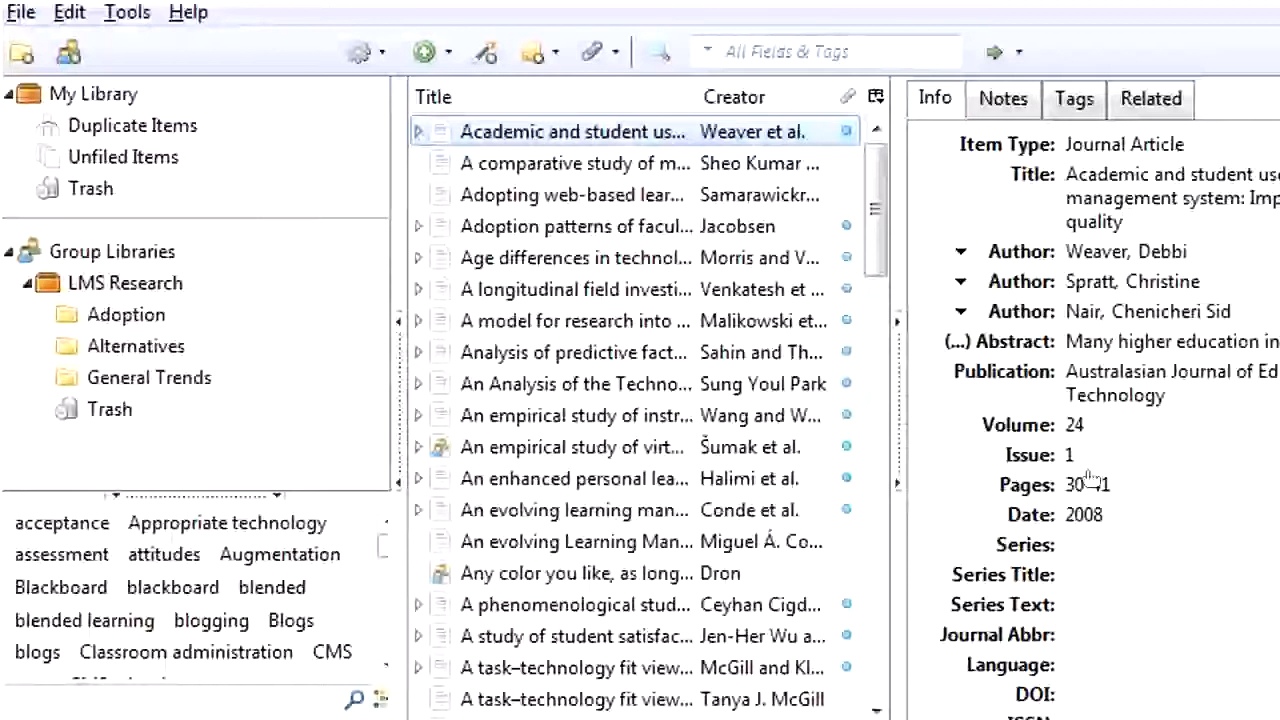 File Edit Tools Help
All Fields & Tags
My Library
Duplicate Items
Unfiled Items
Trash
Group Libraries
LMS Research
Adoption
Alternatives
General Trends
Trash
acceptance Appropriate technology
assessment attitudes Augmentation
Blackboard blackboard blended
blended learning blogging Blogs
blogs Classroom administration CMS
Title Creator
Academic and student us... Weaver et al.
A comparative study of m... Sheo Kumar ...
Adopting web-based lear... Samarawickr...
Adoption patterns of facul... Jacobsen
Age differences in technol... Morris and V...
A longitudinal field investi... Venkatesh et ...
A model for research into ... Malikowski et...
Analysis of predictive fact... Sahin and Th...
An Analysis of the Techno... Sung Youl Park
An empirical study of instr... Wang and W...
An empirical study of virt... Šumak et al.
An enhanced personal lea... Halimi et al.
An evolving learning man... Conde et al.
An evolving Learning Man... Miguel Á. Co...
Any color you like, as long... Dron
A phenomenological stud... Ceyhan Cigd...
A study of student satisfac... Jen-Her Wu a...
A task–technology fit view... McGill and Kl...
A task–technology fit view... Tanya J. McGill
Info Notes Tags Related
Item Type: Journal Article
Title: Academic and student use
management system: Imp
quality
Author: Weaver, Debbi
Author: Spratt, Christine
Author: Nair, Chenicheri Sid
(...) Abstract: Many higher education in
Publication: Australasian Journal of Ed
Technology
Volume: 24
Issue: 1
Pages:
Date: 2008
Series:
Series Title:
Series Text:
Journal Abbr:
Language:
DOI: